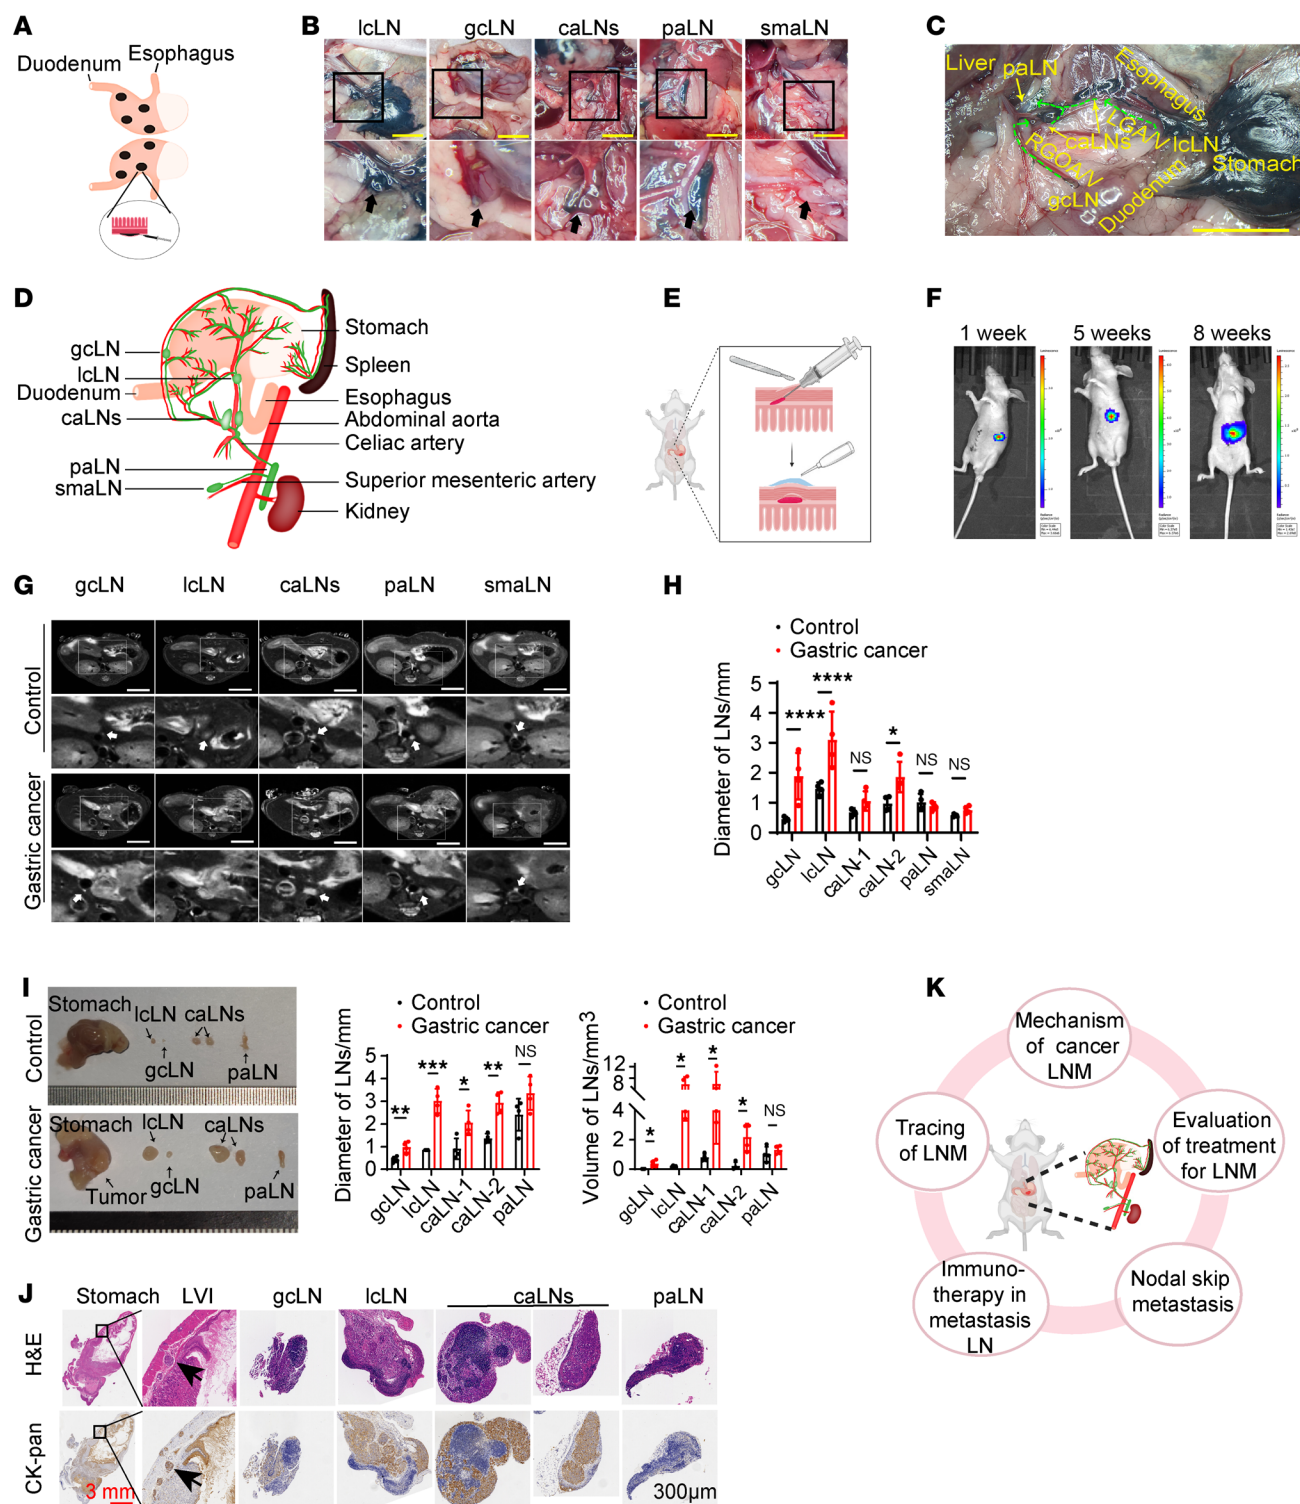 A
Duodenum
Esophagus
B
lcLN
gcLN
caLNs
paLN
smaLN
C
Liver
paLN
Esophagus
LGAN
caLNs
lcLN
RGOAN
Stomach
gcLN
Duodenum
D
gcLN
lcLN
Duodenum
caLNs
paLN
smaLN
Stomach
Spleen
Esophagus
Abdominal aorta
Celiac artery
Superior mesenteric artery
Kidney
E
F
1 week
5 weeks
8 weeks
G
gcLN
lcLN
caLNs
paLN
smaLN
Control
Gastric cancer
H
Control
Gastric cancer
Diameter of LNs/mm
5
4
3
2
1
0
****
****
NS
*
NS
NS
gcLN
lcLN
caLN-1
caLN-2
paLN
smaLN
I
Control
Stomach
lcLN
caLNs
gcLN
paLN
Gastric cancer
Stomach
lcLN
caLNs
Tumor
gcLN
paLN
Control
Gastric cancer
Diameter of LNs/mm
5
4
3
2
1
0
**
***
*
**
NS
gcLN
lcLN
caLN-1
caLN-2
paLN
Control
Gastric cancer
Volume of LNs/mm3
12
8
4
2
0
*
*
*
*
NS
gcLN
lcLN
caLN-1
caLN-2
paLN
J
Stomach
LVI
gcLN
lcLN
caLNs
paLN
H&E
CK-pan
3 mm
300μm
K
Mechanism
of cancer
LNM
Tracing
of LNM
Evaluation
of treatment
for LNM
Immuno-
therapy in
metastasis
LN
Nodal skip
metastasis